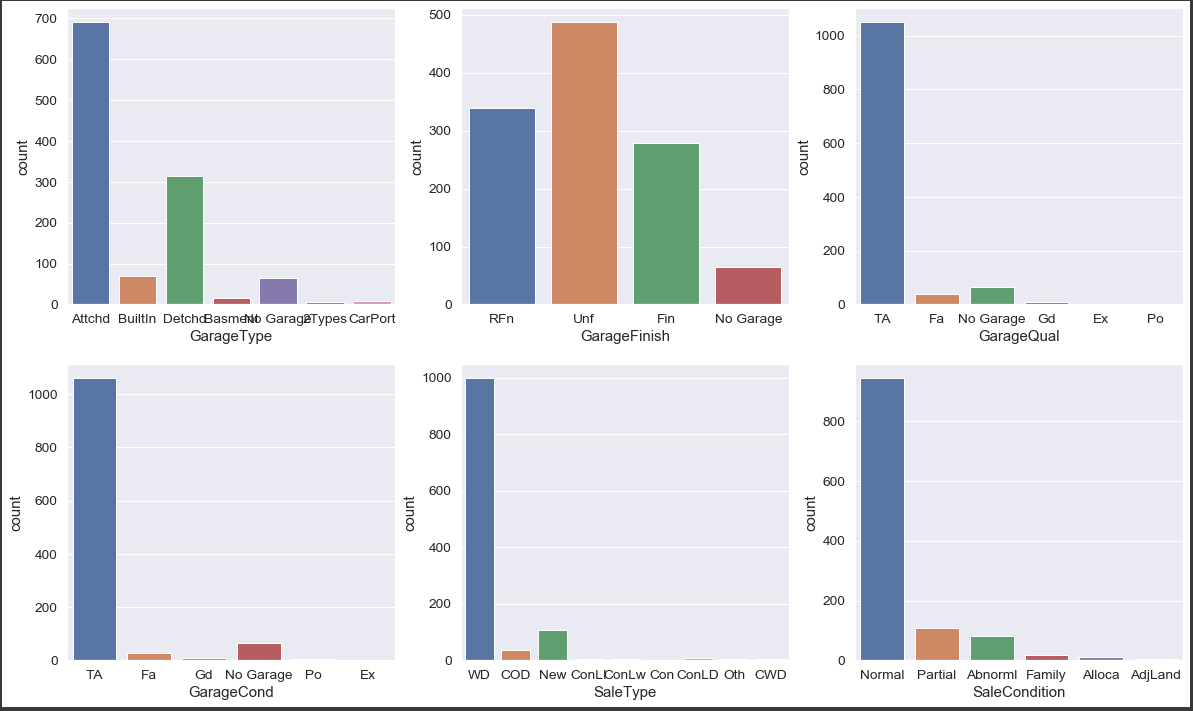 700
600
500
400
300
200
100
0
count
Attchd BuiltIn Detchd Basment No Garage 2Types CarPort
GarageType
500
400
300
200
100
0
count
RFn Unf Fin No Garage
GarageFinish
1000
800
600
400
200
0
count
TA Fa No Garage Gd Ex Po
GarageQual
1000
800
600
400
200
0
count
TA Fa Gd No Garage Po Ex
GarageCond
1000
800
600
400
200
0
count
WD COD New ConLI ConLw Con ConLD Oth CWD
SaleType
800
600
400
200
0
count
Normal Partial Abnorml Family Alloca AdjLand
SaleCondition